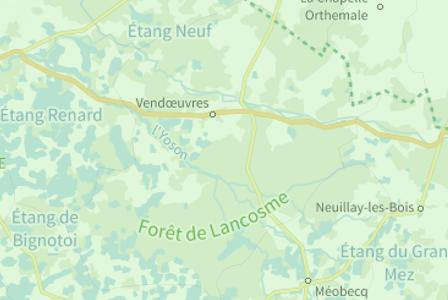 La Chapelle
Orthemale
Étang Neuf
Vendœuvres
Étang Renard
l'Yoson
E
Forêt de Lancosme
Neuillay-les-Bois
Étang de
Bignotoi
Étang du Gran
Mez
Méobecq